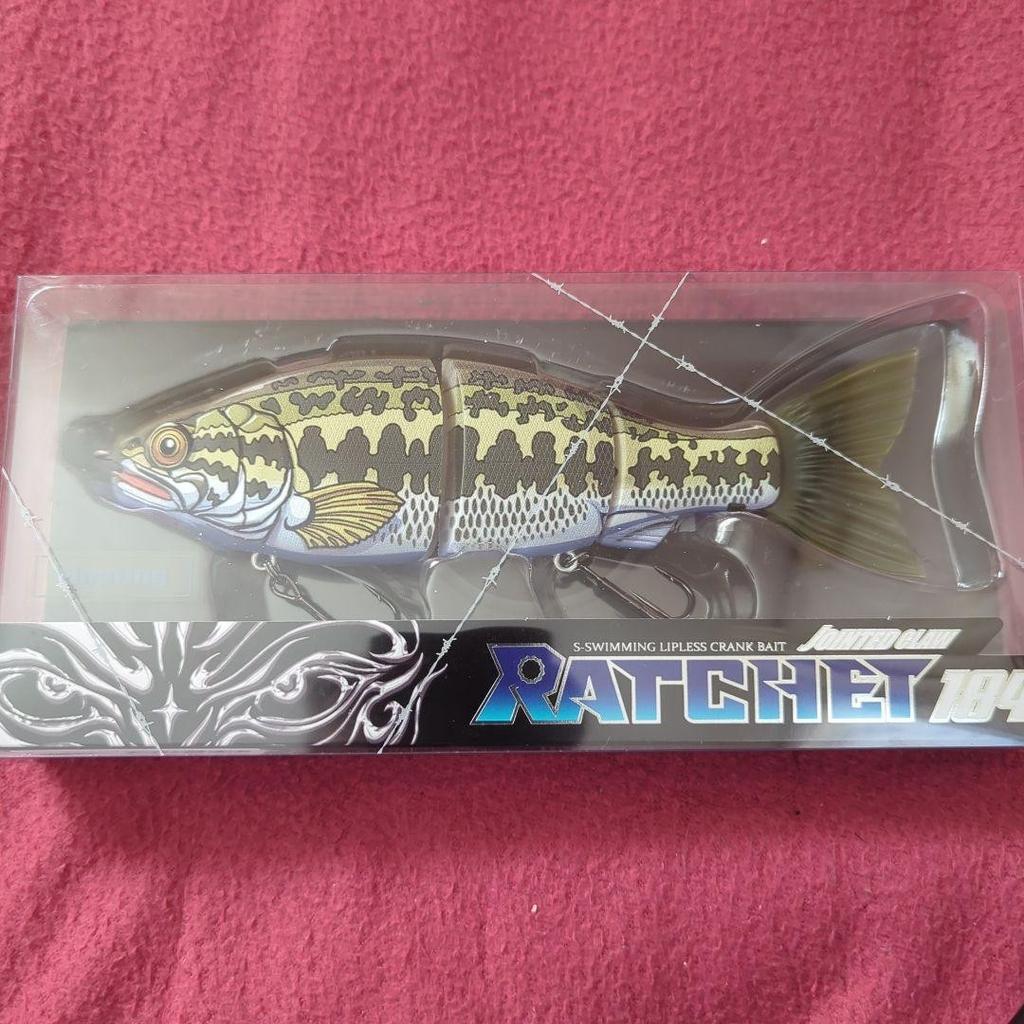 S-SWIMMING LIPLESS CRANK BAIT
JOINTED CLAW
RATCHET 184